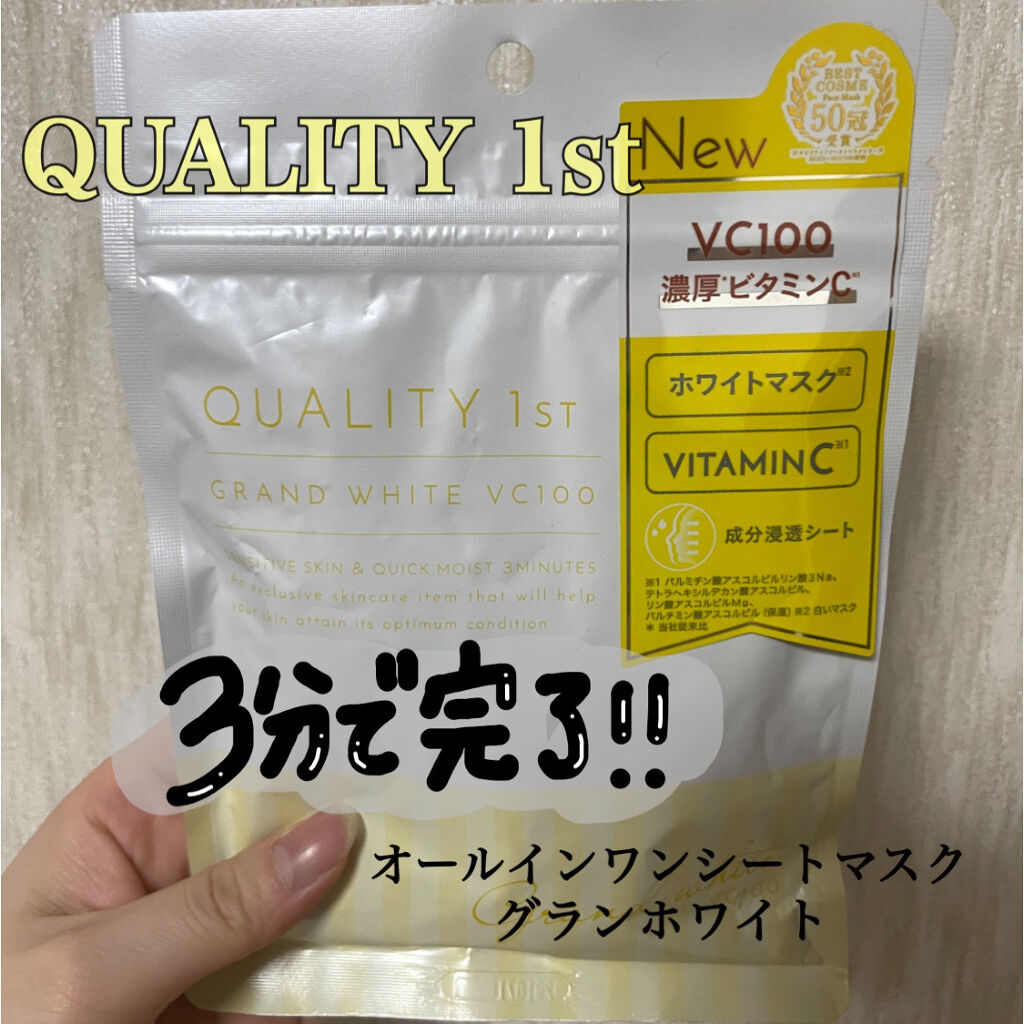 QUALITY 1st
New
BEST
COSME
Face Mask
50冠
受賞
VC100
濃厚*ビタミンC※1
ホワイトマスク※2
VITAMIN C※1
成分浸透シート
※1 パルミチン酸アスコルビルリン酸3Na、
テトラヘキシルデカン酸アスコルビル、
リン酸アスコルビルMg、
パルチミン酸アスコルビル(保湿) ※2 白いマスク
* 当社従来比
QUALITY 1ST
GRAND WHITE VC100
SENSITIVE SKIN & QUICK MOIST 3MINUTES
An exclusive skincare item that will help
your skin attain its optimum condition
3分で完了!!
オールインワンシートマスク
グランホワイト